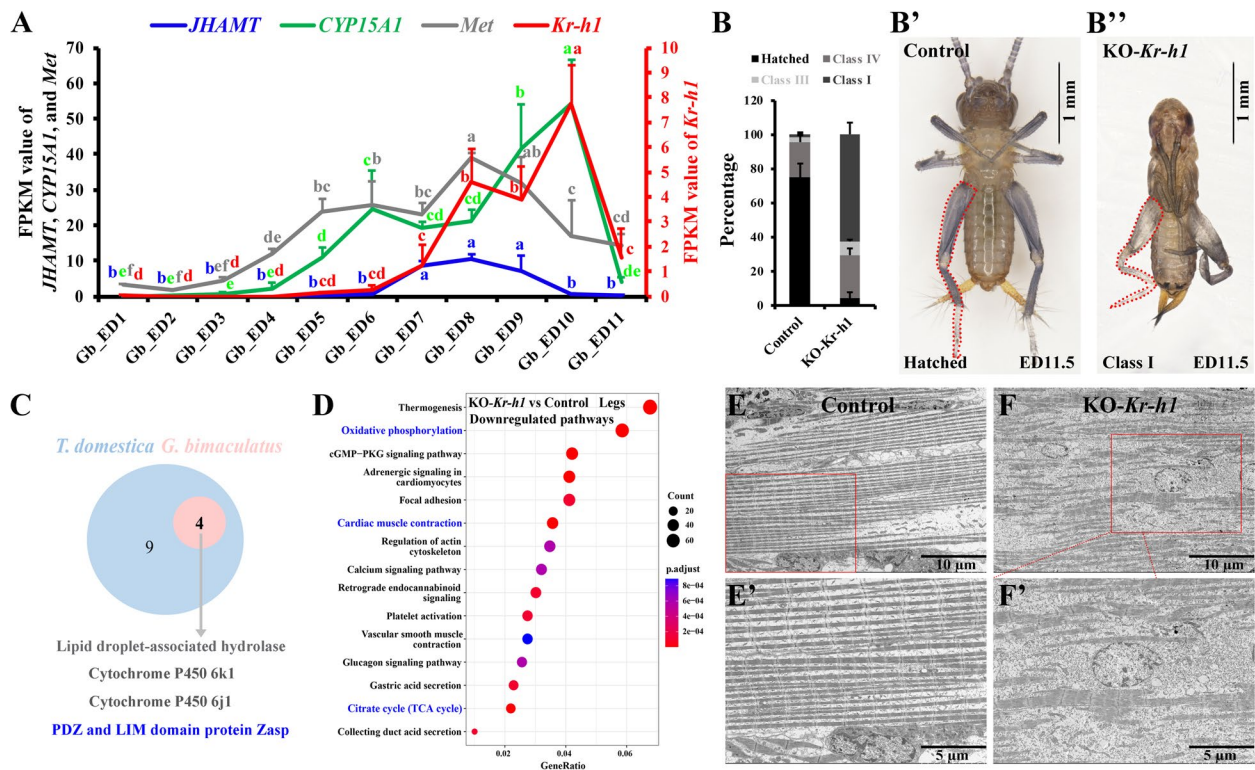 A
JHAMT CYP15A1 Met Kr-h1
FPKM value of
JHAMT, CYP15A1, and Met
70
60
50
40
30
20
10
0
b e f d
b e f d
b e f d
e
d e
b e d
bc
d
b c d
c b
b cd
bc
cd
c
a
a
cd
b
a
b
ab
b
a
a a
c
b
cd
c
b de
10
9
8
7
6
5
4
3
2
1
0
FPKM value of Kr-h1
Gb_ED1
Gb_ED2
Gb_ED3
Gb_ED4
Gb_ED5
Gb_ED6
Gb_ED7
Gb_ED8
Gb_ED9
Gb_ED10
Gb_ED11
B
Hatched Class IV
Class III Class I
Percentage
120
100
80
60
40
20
0
Control
KO-Kr-h1
B'
Control
1 mm
Hatched ED11.5
B''
KO-Kr-h1
1 mm
Class I ED11.5
C
T. domestica G. bimaculatus
9
4
Lipid droplet-associated hydrolase
Cytochrome P450 6k1
Cytochrome P450 6j1
PDZ and LIM domain protein Zasp
D
KO-Kr-h1 vs Control Legs
Downregulated pathways
Thermogenesis
Oxidative phosphorylation
cGMP−PKG signaling pathway
Adrenergic signaling in
cardiomyocytes
Focal adhesion
Cardiac muscle contraction
Regulation of actin
cytoskeleton
Calcium signaling pathway
Retrograde endocannabinoid
signaling
Platelet activation
Vascular smooth muscle
contraction
Glucagon signaling pathway
Gastric acid secretion
Citrate cycle (TCA cycle)
Collecting duct acid secretion
0.02 0.04 0.06
GeneRatio
Count
20
40
60
p.adjust
8e−04
6e−04
4e−04
2e−04
E
Control
10 μm
F
KO-Kr-h1
10 μm
E'
5 μm
F'
5 μm